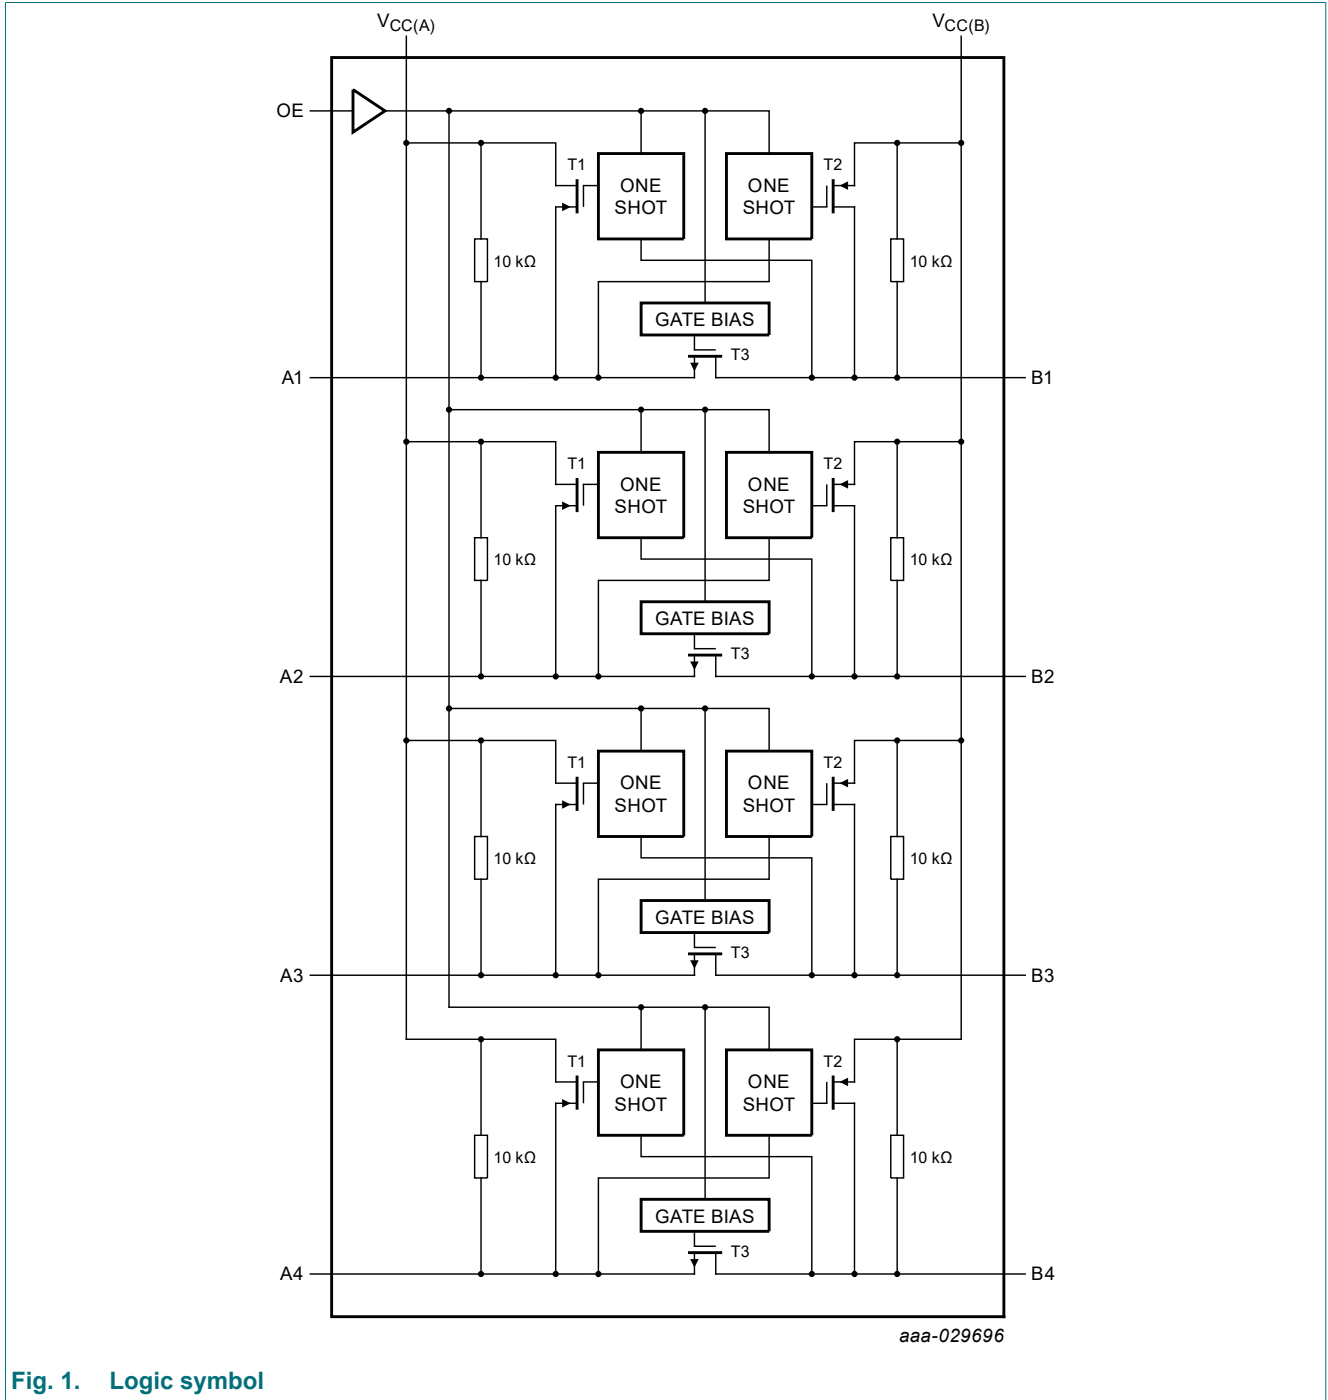 VCC(A) VCC(B)
OE
T1 ONE SHOT ONE SHOT T2
10 kΩ 10 kΩ
GATE BIAS
T3
A1 B1
T1 ONE SHOT ONE SHOT T2
10 kΩ 10 kΩ
GATE BIAS
T3
A2 B2
T1 ONE SHOT ONE SHOT T2
10 kΩ 10 kΩ
GATE BIAS
T3
A3 B3
T1 ONE SHOT ONE SHOT T2
10 kΩ 10 kΩ
GATE BIAS
T3
A4 B4
aaa-029696
Fig. 1. Logic symbol